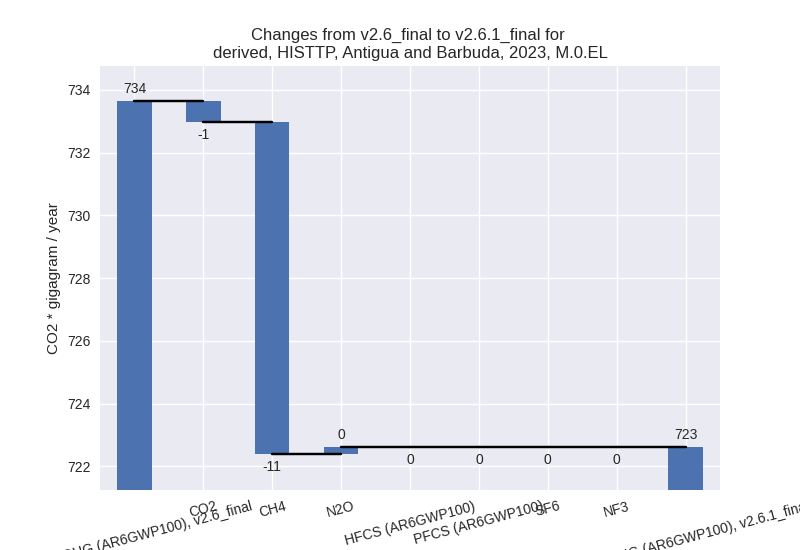 Changes from v2.6_final to v2.6.1_final for
derived, HISTTP, Antigua and Barbuda, 2023, M.0.EL
CO2 * gigagram / year
734
732
730
728
726
724
722
734
-1
-11
0
0
0
0
0
723
(AR6GWP100), v2.6_final
CO2
CH4
N2O
HFCS (AR6GWP100)
PFCS (AR6GWP100)
SF6
NF3
(AR6GWP100), v2.6.1_final